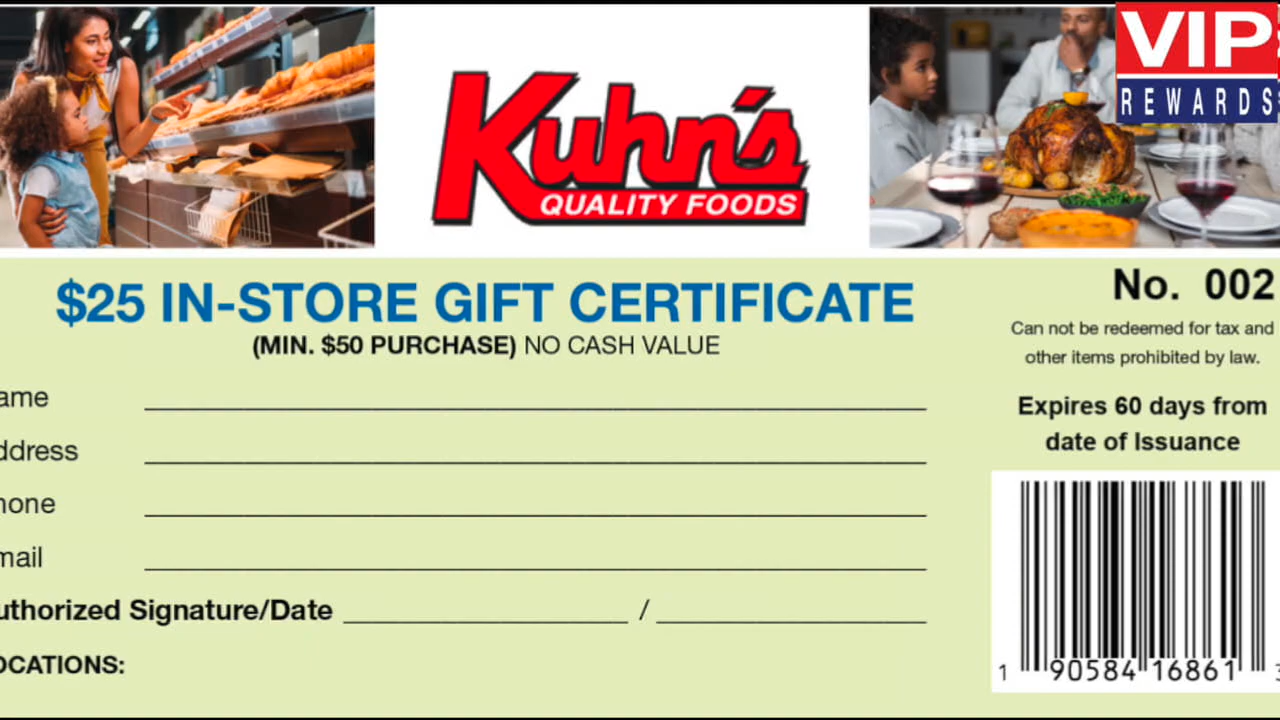 VIP
REWARDS
Kuhn's
QUALITY FOODS
$25 IN-STORE GIFT CERTIFICATE
(MIN. $50 PURCHASE) NO CASH VALUE
No. 002
Can not be redeemed for tax and
other items prohibited by law.
Expires 60 days from
date of Issuance
ame
ddress
hone
mail
uthorized Signature/Date /
OCATIONS:
1 90584 16861 3